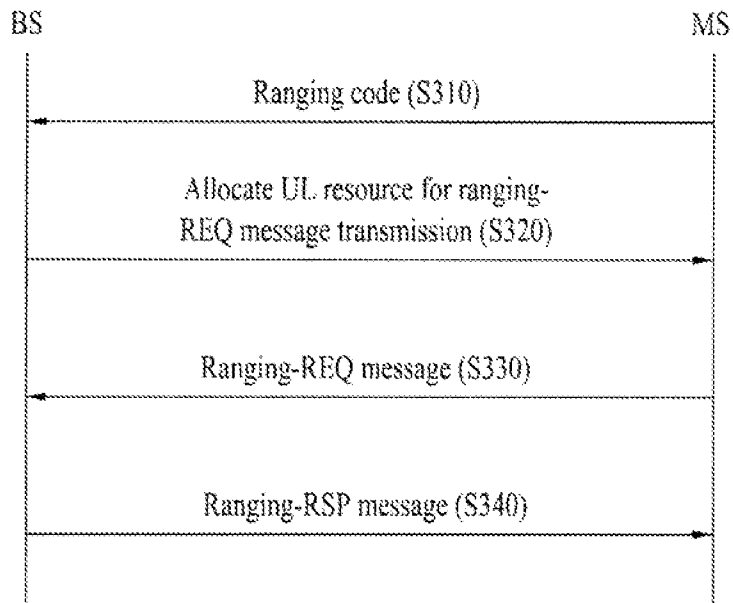 BS
MS
Ranging code (S310)
Allocate UL resource for ranging-
REQ message transmission (S320)
Ranging-REQ message (S330)
Ranging-RSP message (S340)